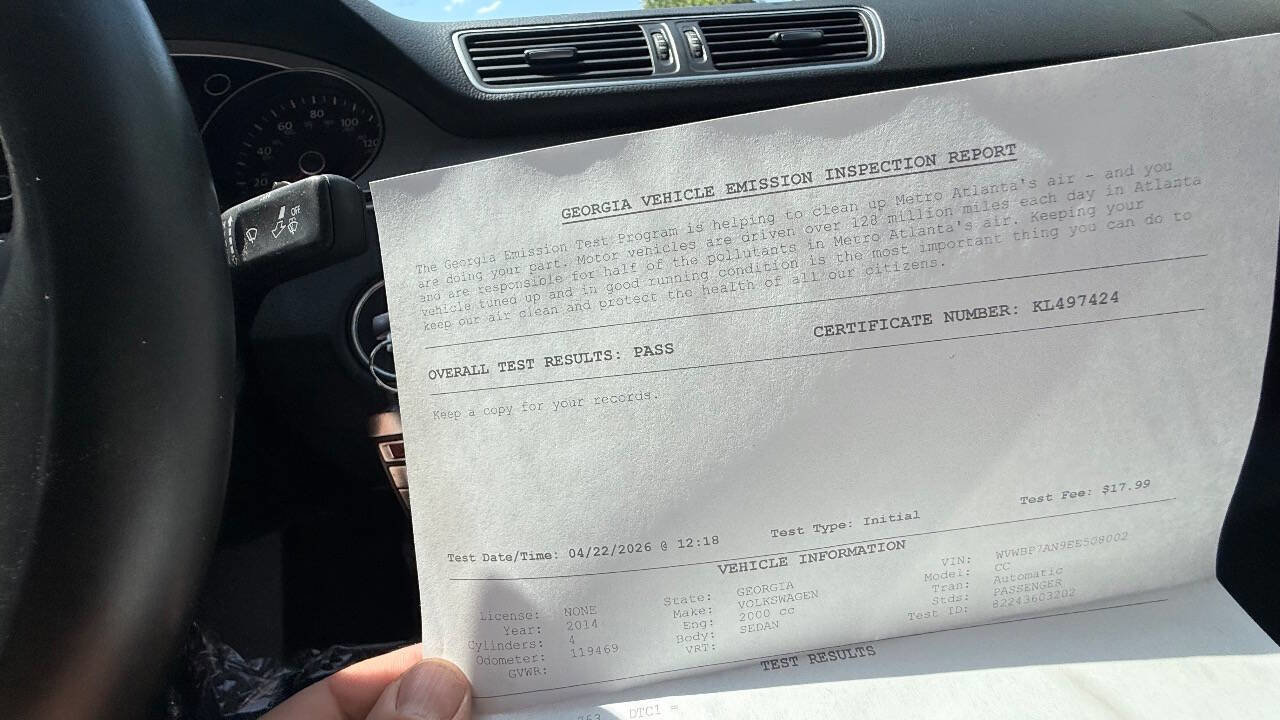 20 40 60 80 100 120
OFF
GEORGIA VEHICLE EMISSION INSPECTION REPORT
The Georgia Emission Test Program is helping to clean up Metro Atlanta's air - and you
are doing your part. Motor vehicles are driven over 128 million miles each day in Atlanta
and are responsible for half of the pollutants in Metro Atlanta's air. Keeping your
vehicle tuned up and in good running condition is the most important thing you can do to
keep our air clean and protect the health of all our citizens.
OVERALL TEST RESULTS: PASS CERTIFICATE NUMBER: KL497424
Keep a copy for your records.
Test Date/Time: 04/22/2026 @ 12:18 Test Type: Initial Test Fee: $17.99
VEHICLE INFORMATION
License: NONE State: GEORGIA VIN: WVWBP7AN9EE508002
Year: 2014 Make: VOLKSWAGEN Model: CC
Cylinders: 4 Eng: 2000 cc Tran: Automatic
Odometer: 119469 Body: SEDAN Stds: PASSENGER
GVWR: VRT: Test ID: 82243603202
TEST RESULTS
DTC1 =